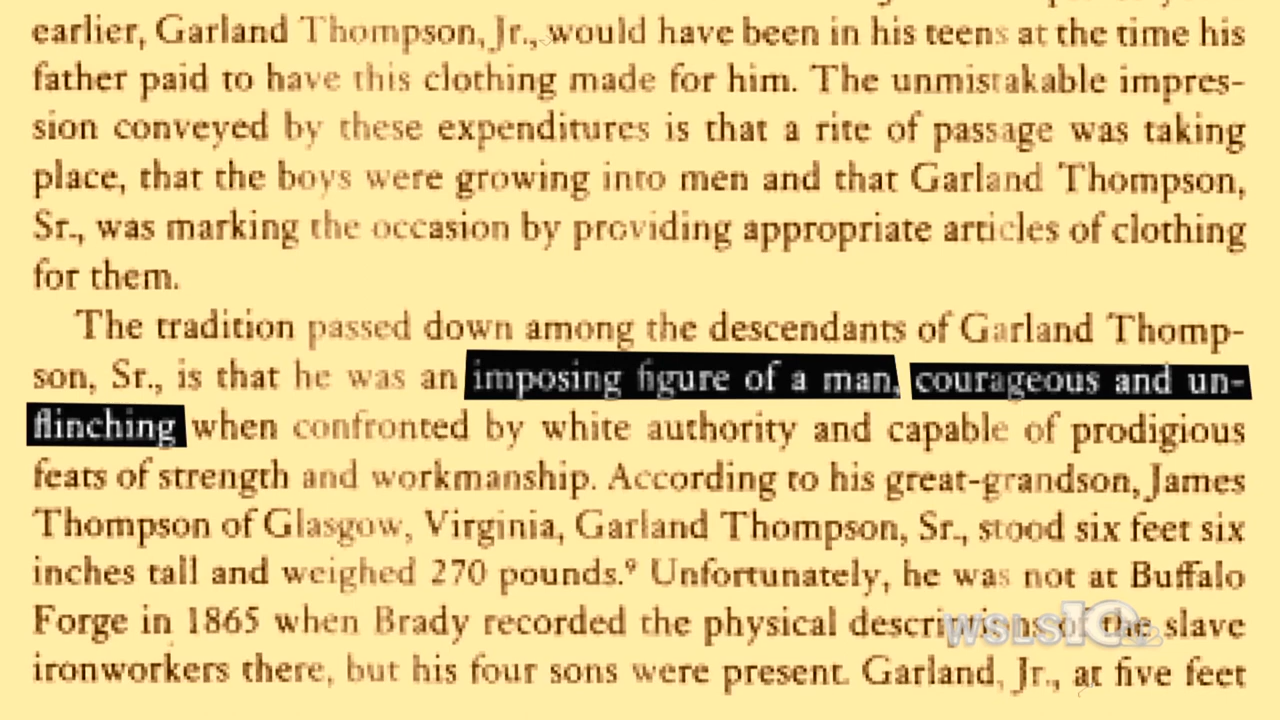 earlier, Garland Thompson, Jr., would have been in his teens at the time his
father paid to have this clothing made for him. The unmistakable impres-
sion conveyed by these expenditures is that a rite of passage was taking
place, that the boys were growing into men and that Garland Thompson,
Sr., was marking the occasion by providing appropriate articles of clothing
for them.
The tradition passed down among the descendants of Garland Thomp-
son, Sr., is that he was an imposing figure of a man, courageous and un-
flinching when confronted by white authority and capable of prodigious
feats of strength and workmanship. According to his great-grandson, James
Thompson of Glasgow, Virginia, Garland Thompson, Sr., stood six feet six
inches tall and weighed 270 pounds.⁹ Unfortunately, he was not at Buffalo
Forge in 1865 when Brady recorded the physical descriptions of the slave
WSLS 10
ironworkers there, but his four sons were present. Garland, Jr., at five feet